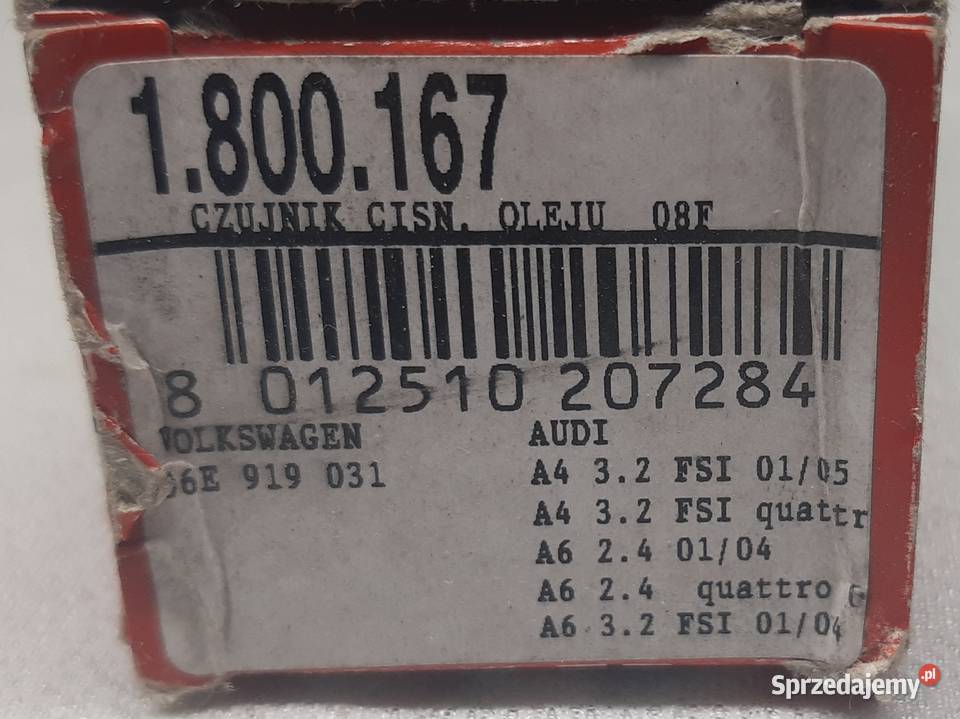 1.800.167
CZUJNIK CISN. OLEJU 08F
8 012510 207284
VOLKSWAGEN
06E 919 031
AUDI
A4 3.2 FSI 01/05
A4 3.2 FSI quattr
A6 2.4 01/04
A6 2.4 quattro
A6 3.2 FSI 01/04
Sprzedajemy.pl